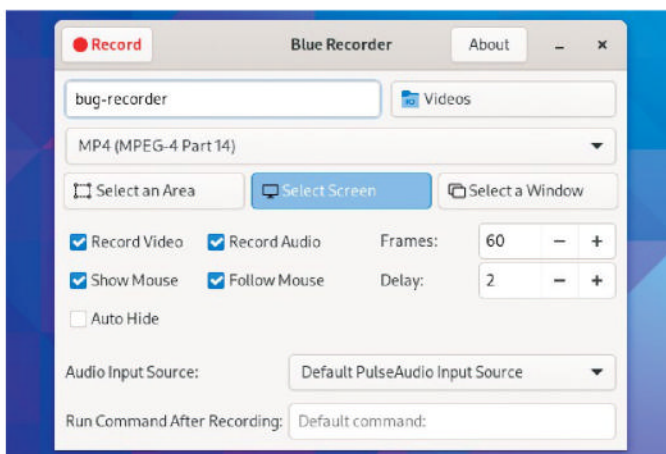 Record Blue Recorder About
bug-recorder Videos
MP4 (MPEG-4 Part 14)
Select an Area Select Screen Select a Window
Record Video Record Audio Frames: 60
Show Mouse Follow Mouse Delay: 2
Auto Hide
Audio Input Source: Default PulseAudio Input Source
Run Command After Recording: Default command: